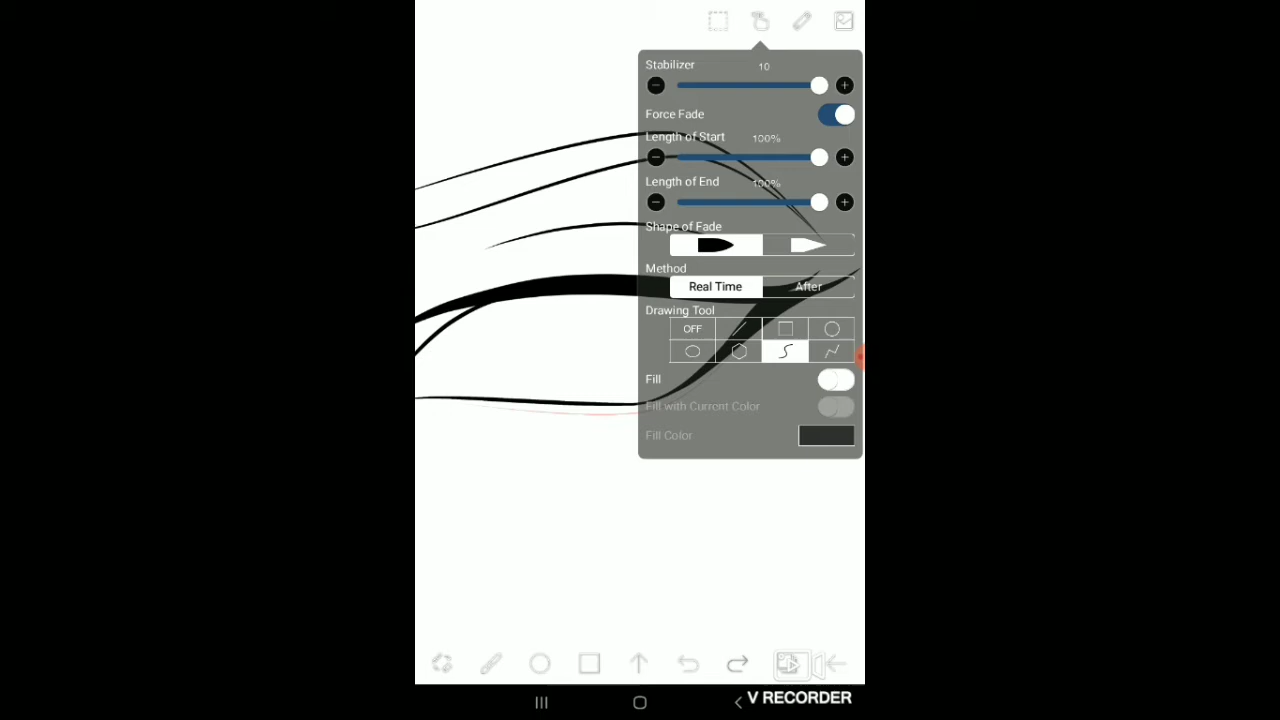 Stabilizer 10
Force Fade
Length of Start 100%
Length of End 100%
Shape of Fade
Method
Real Time After
Drawing Tool
OFF
Fill
Fill with Current Color
Fill Color
V RECORDER